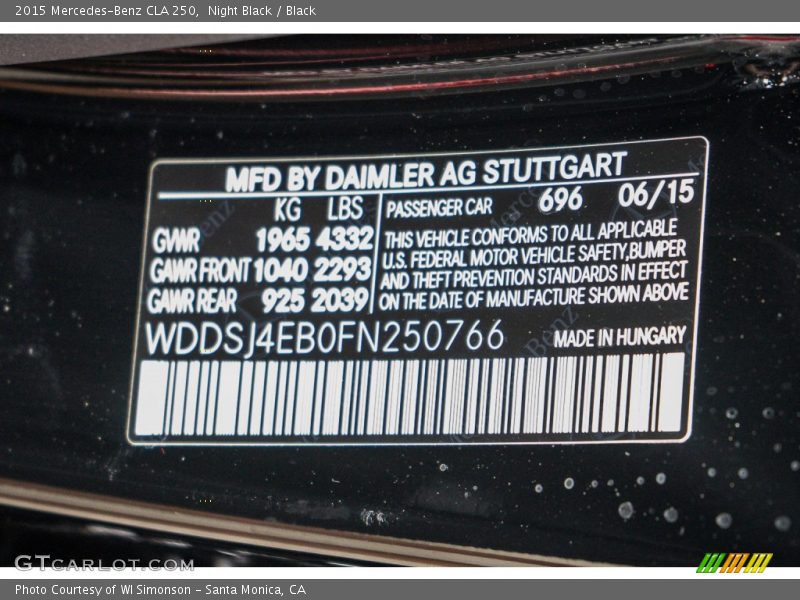 2015 Mercedes-Benz CLA 250,  Night Black / Black
MFD BY DAIMLER AG STUTTGART
KG LBS
GVWR 1965 4332
GAWR FRONT 1040 2293
GAWR REAR 925 2039
PASSENGER CAR 696 06/15
THIS VEHICLE CONFORMS TO ALL APPLICABLE
U.S. FEDERAL MOTOR VEHICLE SAFETY,BUMPER
AND THEFT PREVENTION STANDARDS IN EFFECT
ON THE DATE OF MANUFACTURE SHOWN ABOVE
WDDSJ4EB0FN250766
MADE IN HUNGARY
GTCARLOT.COM
Photo Courtesy of WI Simonson - Santa Monica, CA